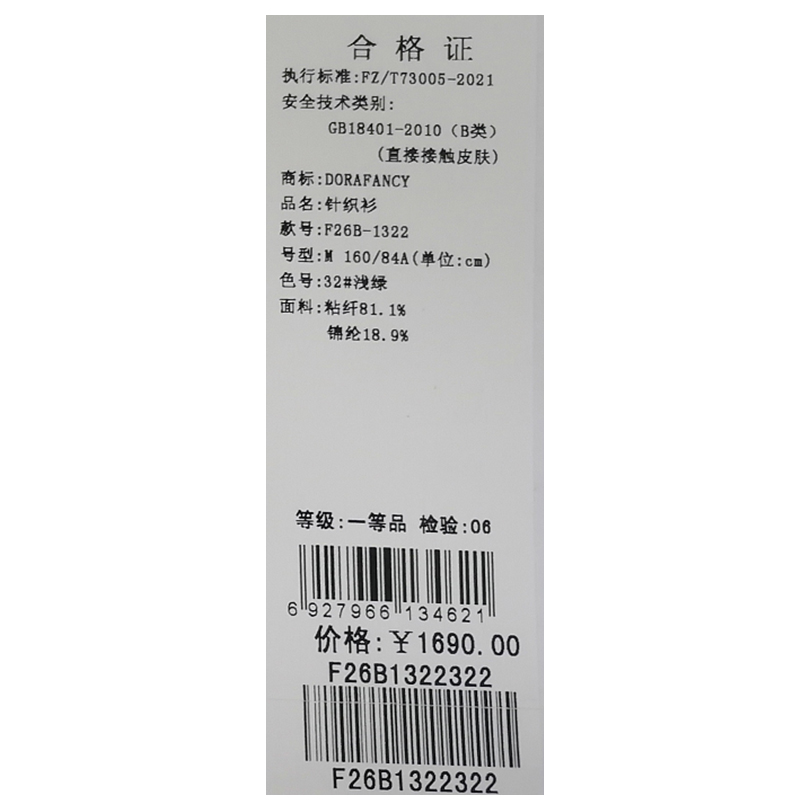 合格证
执行标准:FZ/T73005-2021
安全技术类别:
GB18401-2010（B类）
(直接接触皮肤)
商标:DORAFANCY
品名:针织衫
款号:F26B-1322
号型:M 160/84A(单位:cm)
色号:32#浅绿
面料:粘纤81.1%
锦纶18.9%
等级:一等品 检验:06
6 927966 134621
价格:￥1690.00
F26B1322322
F26B1322322